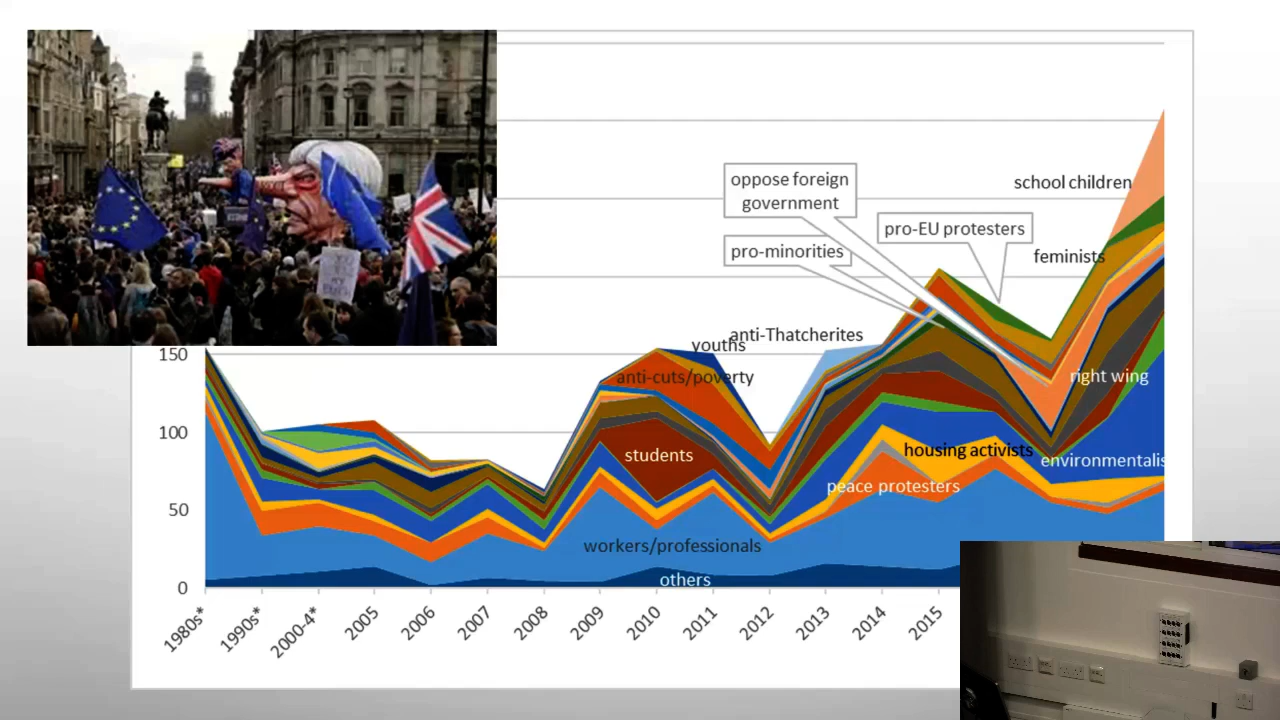 oppose foreign
government
school children
pro-EU protesters
pro-minorities
feminists
anti-Thatcherites
youths
150
anti-cuts/poverty
right wing
100
students
housing activists
environmentalis
peace protesters
50
workers/professionals
others
0
1980s*
1990s*
2000-4*
2005
2006
2007
2008
2009
2010
2011
2012
2013
2014
2015